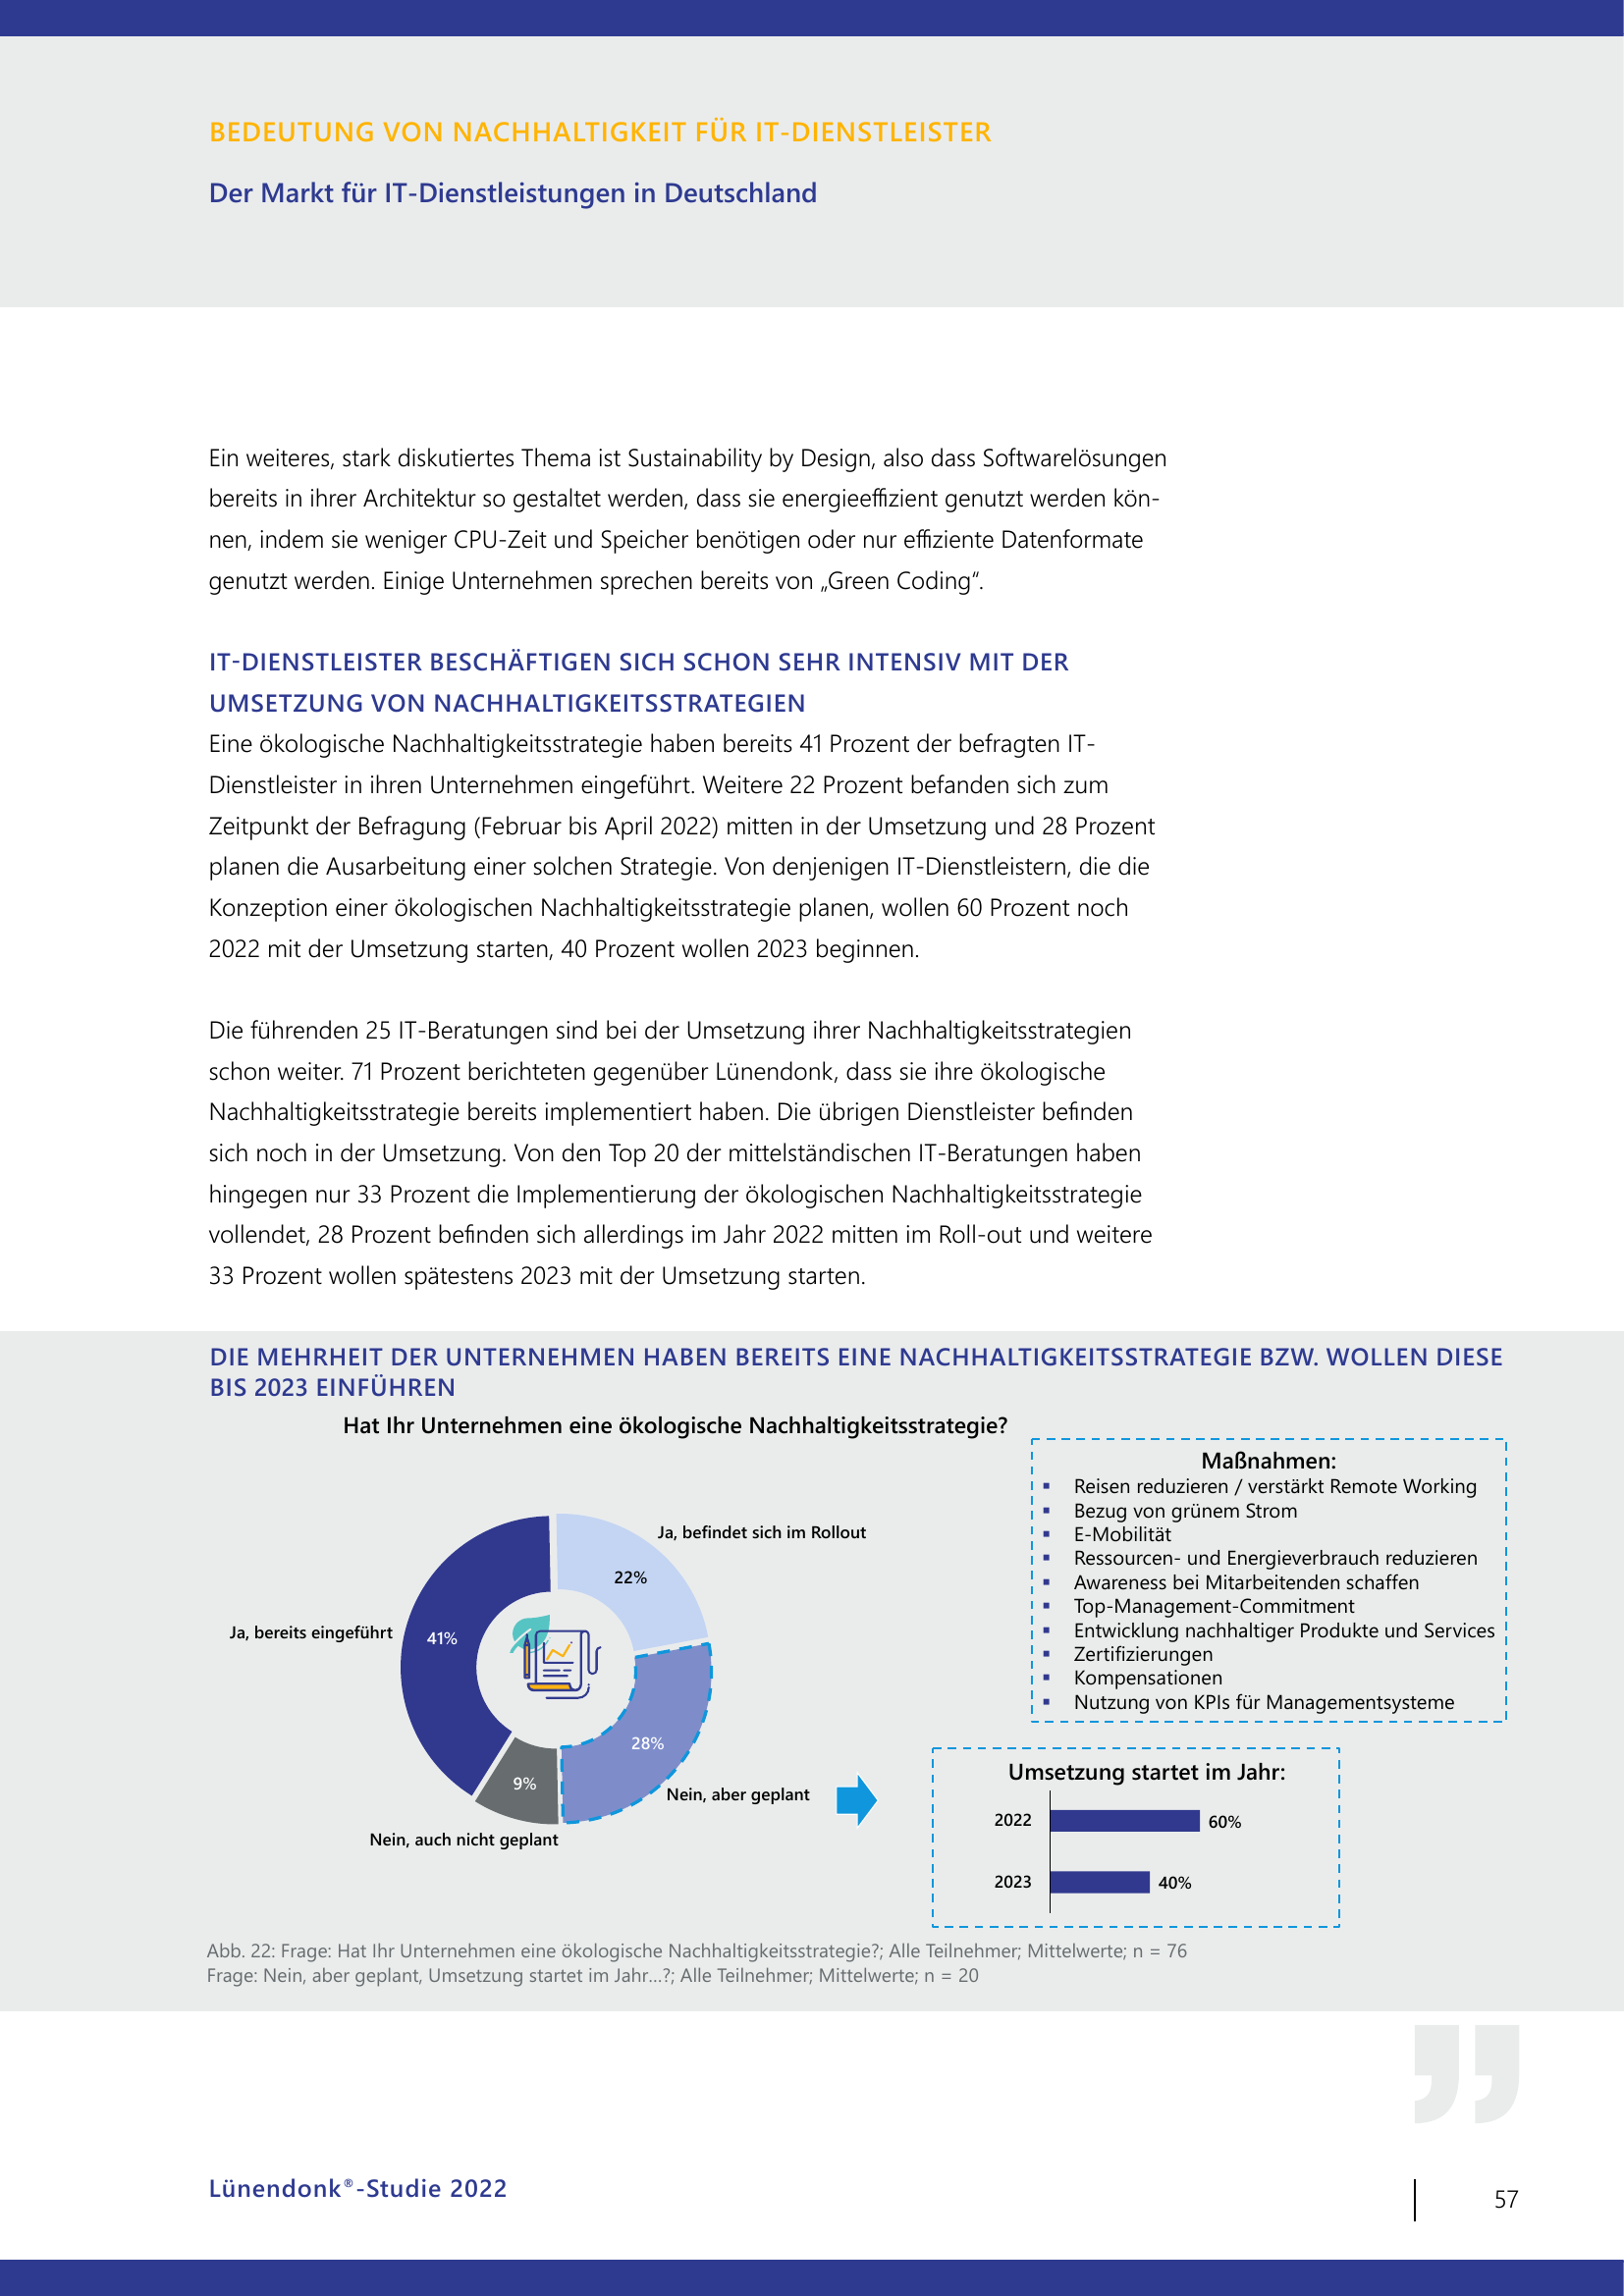 BEDEUTUNG VON NACHHALTIGKEIT FÜR IT-DIENSTLEISTER
Der Markt für IT-Dienstleistungen in Deutschland
Ein weiteres, stark diskutiertes Thema ist Sustainability by Design, also dass Softwarelösungen
bereits in ihrer Architektur so gestaltet werden, dass sie energieeffizient genutzt werden kön-
nen, indem sie weniger CPU-Zeit und Speicher benötigen oder nur effiziente Datenformate
genutzt werden. Einige Unternehmen sprechen bereits von „Green Coding“.
IT-DIENSTLEISTER BESCHÄFTIGEN SICH SCHON SEHR INTENSIV MIT DER
UMSETZUNG VON NACHHALTIGKEITSSTRATEGIEN
Eine ökologische Nachhaltigkeitsstrategie haben bereits 41 Prozent der befragten IT-
Dienstleister in ihren Unternehmen eingeführt. Weitere 22 Prozent befanden sich zum
Zeitpunkt der Befragung (Februar bis April 2022) mitten in der Umsetzung und 28 Prozent
planen die Ausarbeitung einer solchen Strategie. Von denjenigen IT-Dienstleistern, die die
Konzeption einer ökologischen Nachhaltigkeitsstrategie planen, wollen 60 Prozent noch
2022 mit der Umsetzung starten, 40 Prozent wollen 2023 beginnen.
Die führenden 25 IT-Beratungen sind bei der Umsetzung ihrer Nachhaltigkeitsstrategien
schon weiter. 71 Prozent berichteten gegenüber Lünendonk, dass sie ihre ökologische
Nachhaltigkeitsstrategie bereits implementiert haben. Die übrigen Dienstleister befinden
sich noch in der Umsetzung. Von den Top 20 der mittelständischen IT-Beratungen haben
hingegen nur 33 Prozent die Implementierung der ökologischen Nachhaltigkeitsstrategie
vollendet, 28 Prozent befinden sich allerdings im Jahr 2022 mitten im Roll-out und weitere
33 Prozent wollen spätestens 2023 mit der Umsetzung starten.
DIE MEHRHEIT DER UNTERNEHMEN HABEN BEREITS EINE NACHHALTIGKEITSSTRATEGIE BZW. WOLLEN DIESE
BIS 2023 EINFÜHREN
Hat Ihr Unternehmen eine ökologische Nachhaltigkeitsstrategie?
Ja, befindet sich im Rollout
22%
Ja, bereits eingeführt
41%
28%
9%
Nein, aber geplant
Nein, auch nicht geplant
Maßnahmen:
▪ Reisen reduzieren / verstärkt Remote Working
▪ Bezug von grünem Strom
▪ E-Mobilität
▪ Ressourcen- und Energieverbrauch reduzieren
▪ Awareness bei Mitarbeitenden schaffen
▪ Top-Management-Commitment
▪ Entwicklung nachhaltiger Produkte und Services
▪ Zertifizierungen
▪ Kompensationen
▪ Nutzung von KPIs für Managementsysteme
Umsetzung startet im Jahr:
2022 60%
2023 40%
Abb. 22: Frage: Hat Ihr Unternehmen eine ökologische Nachhaltigkeitsstrategie?; Alle Teilnehmer; Mittelwerte; n = 76
Frage: Nein, aber geplant, Umsetzung startet im Jahr…?; Alle Teilnehmer; Mittelwerte; n = 20
Lünendonk®-Studie 2022
57